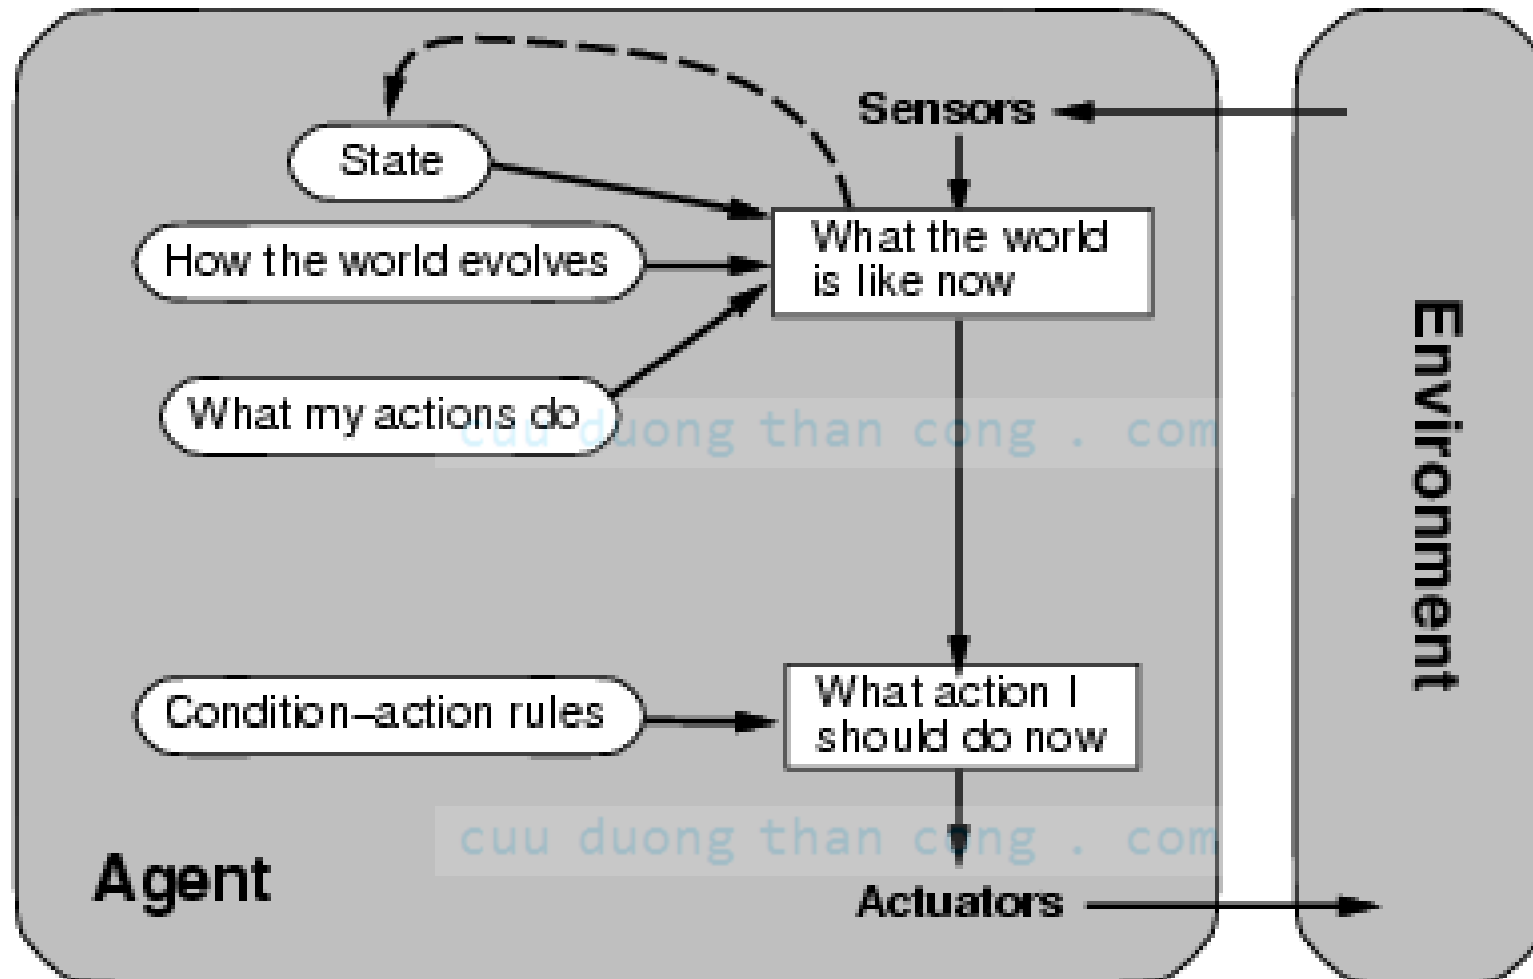 Sensors
State
What the world
is like now
How the world evolves
What my actions do
cuu duong than cong . com
Environment
Condition–action rules
What action I
should do now
cuu duong than cong . com
Agent
Actuators